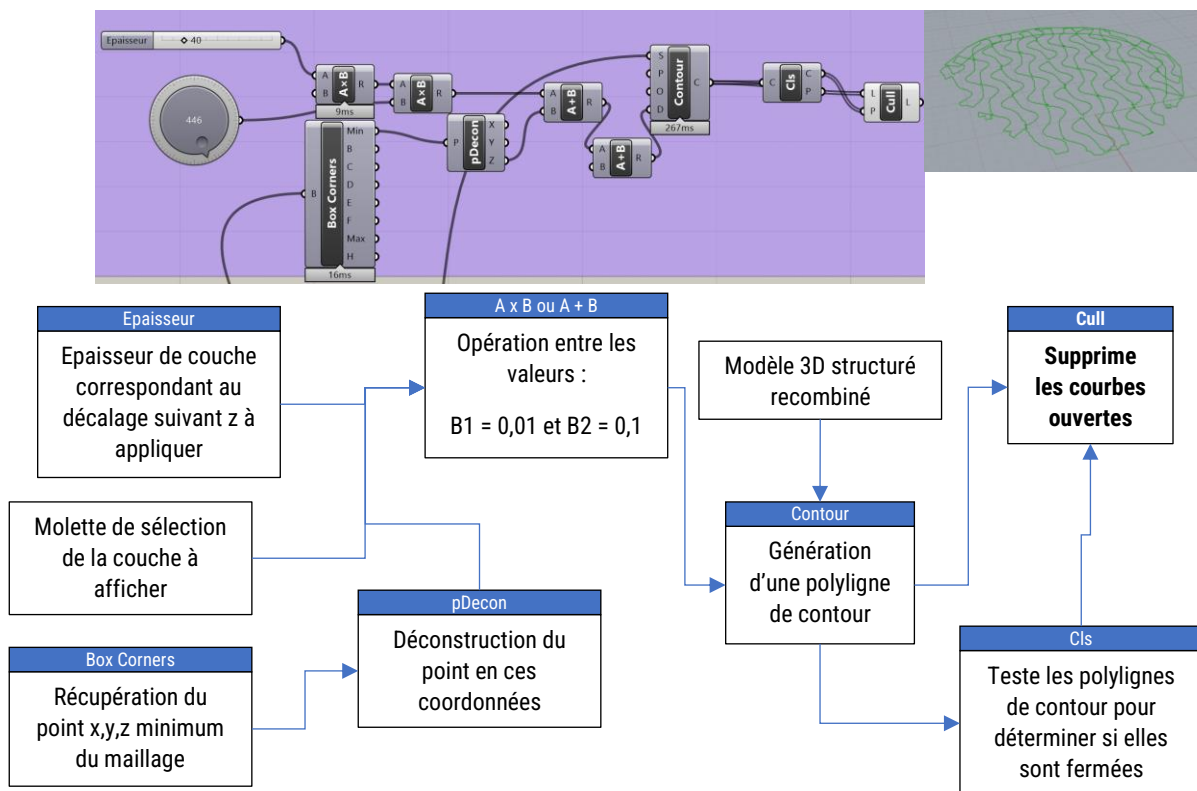 Epaisseur
40
446
A
B
A×B
R
9ms
A
B
A×B
R
B
Box Corners
Min
B
C
D
E
F
Max
H
16ms
P
pDecon
X
Y
Z
A
B
A+B
R
A
B
A+B
R
S
P
O
D
Contour
C
267ms
C
Cls
C
P
L
P
Cull
L
Epaisseur
Epaisseur de couche
correspondant au
décalage suivant z à
appliquer
Molette de sélection
de la couche à
afficher
Box Corners
Récupération du
point x,y,z minimum
du maillage
A x B ou A + B
Opération entre les
valeurs :
B1 = 0,01 et B2 = 0,1
pDecon
Déconstruction du
point en ces
coordonnées
Modèle 3D structuré
recombiné
Contour
Génération
d'une polyligne
de contour
Cull
Supprime
les courbes
ouvertes
Cls
Teste les polylignes
de contour pour
déterminer si elles
sont fermées